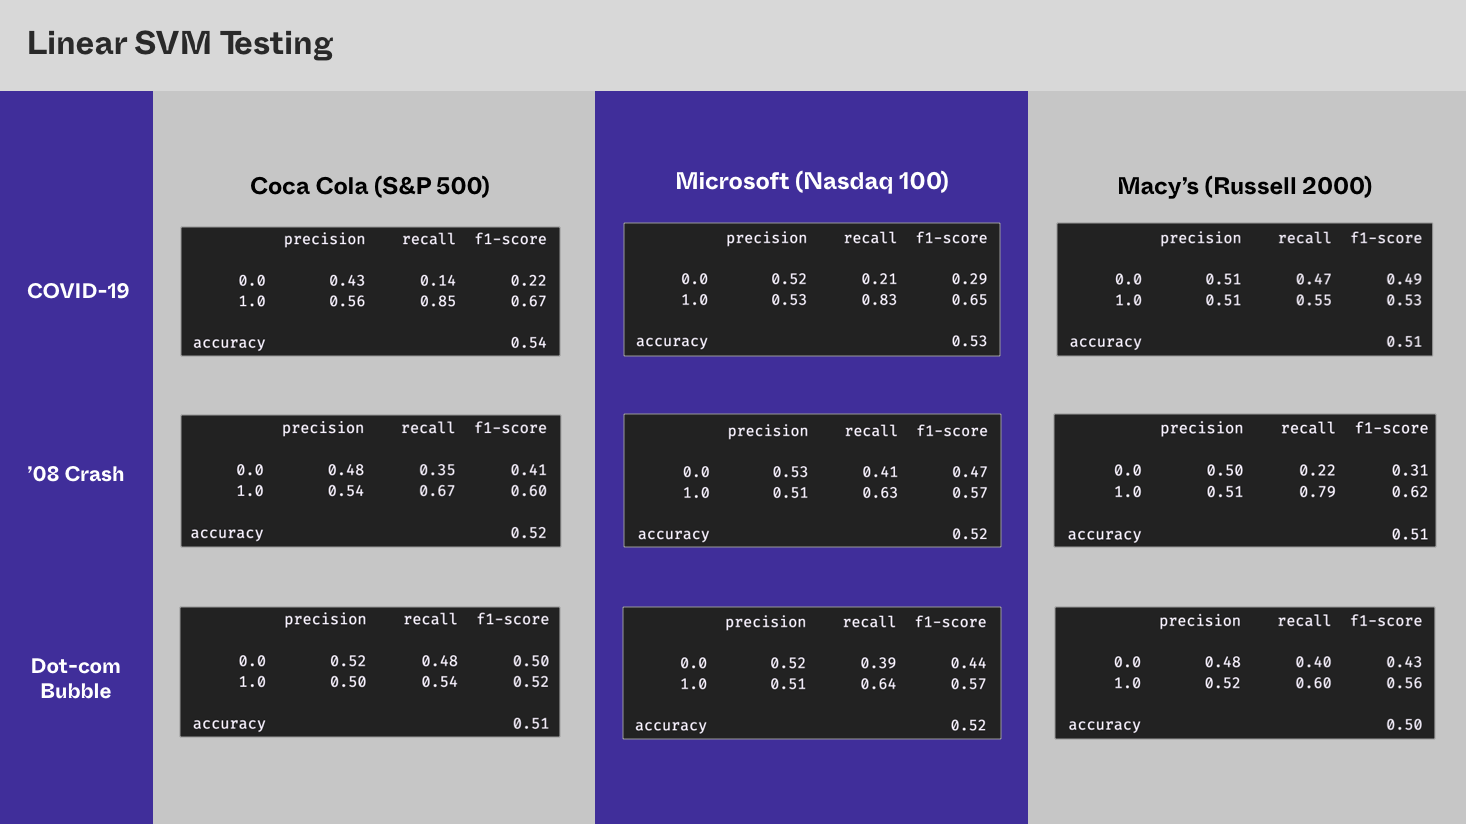 Linear SVM Testing
Coca Cola (S&P 500)
Microsoft (Nasdaq 100)
Macy's (Russell 2000)
COVID-19
precision recall f1-score
0.0 0.43 0.14 0.22
1.0 0.56 0.85 0.67
accuracy 0.54
precision recall f1-score
0.0 0.52 0.21 0.29
1.0 0.53 0.83 0.65
accuracy 0.53
precision recall f1-score
0.0 0.51 0.47 0.49
1.0 0.51 0.55 0.53
accuracy 0.51
’08 Crash
precision recall f1-score
0.0 0.48 0.35 0.41
1.0 0.54 0.67 0.60
accuracy 0.52
precision recall f1-score
0.0 0.53 0.41 0.47
1.0 0.51 0.63 0.57
accuracy 0.52
precision recall f1-score
0.0 0.50 0.22 0.31
1.0 0.51 0.79 0.62
accuracy 0.51
Dot-com
Bubble
precision recall f1-score
0.0 0.52 0.48 0.50
1.0 0.50 0.54 0.52
accuracy 0.51
precision recall f1-score
0.0 0.52 0.39 0.44
1.0 0.51 0.64 0.57
accuracy 0.52
precision recall f1-score
0.0 0.48 0.40 0.43
1.0 0.52 0.60 0.56
accuracy 0.50